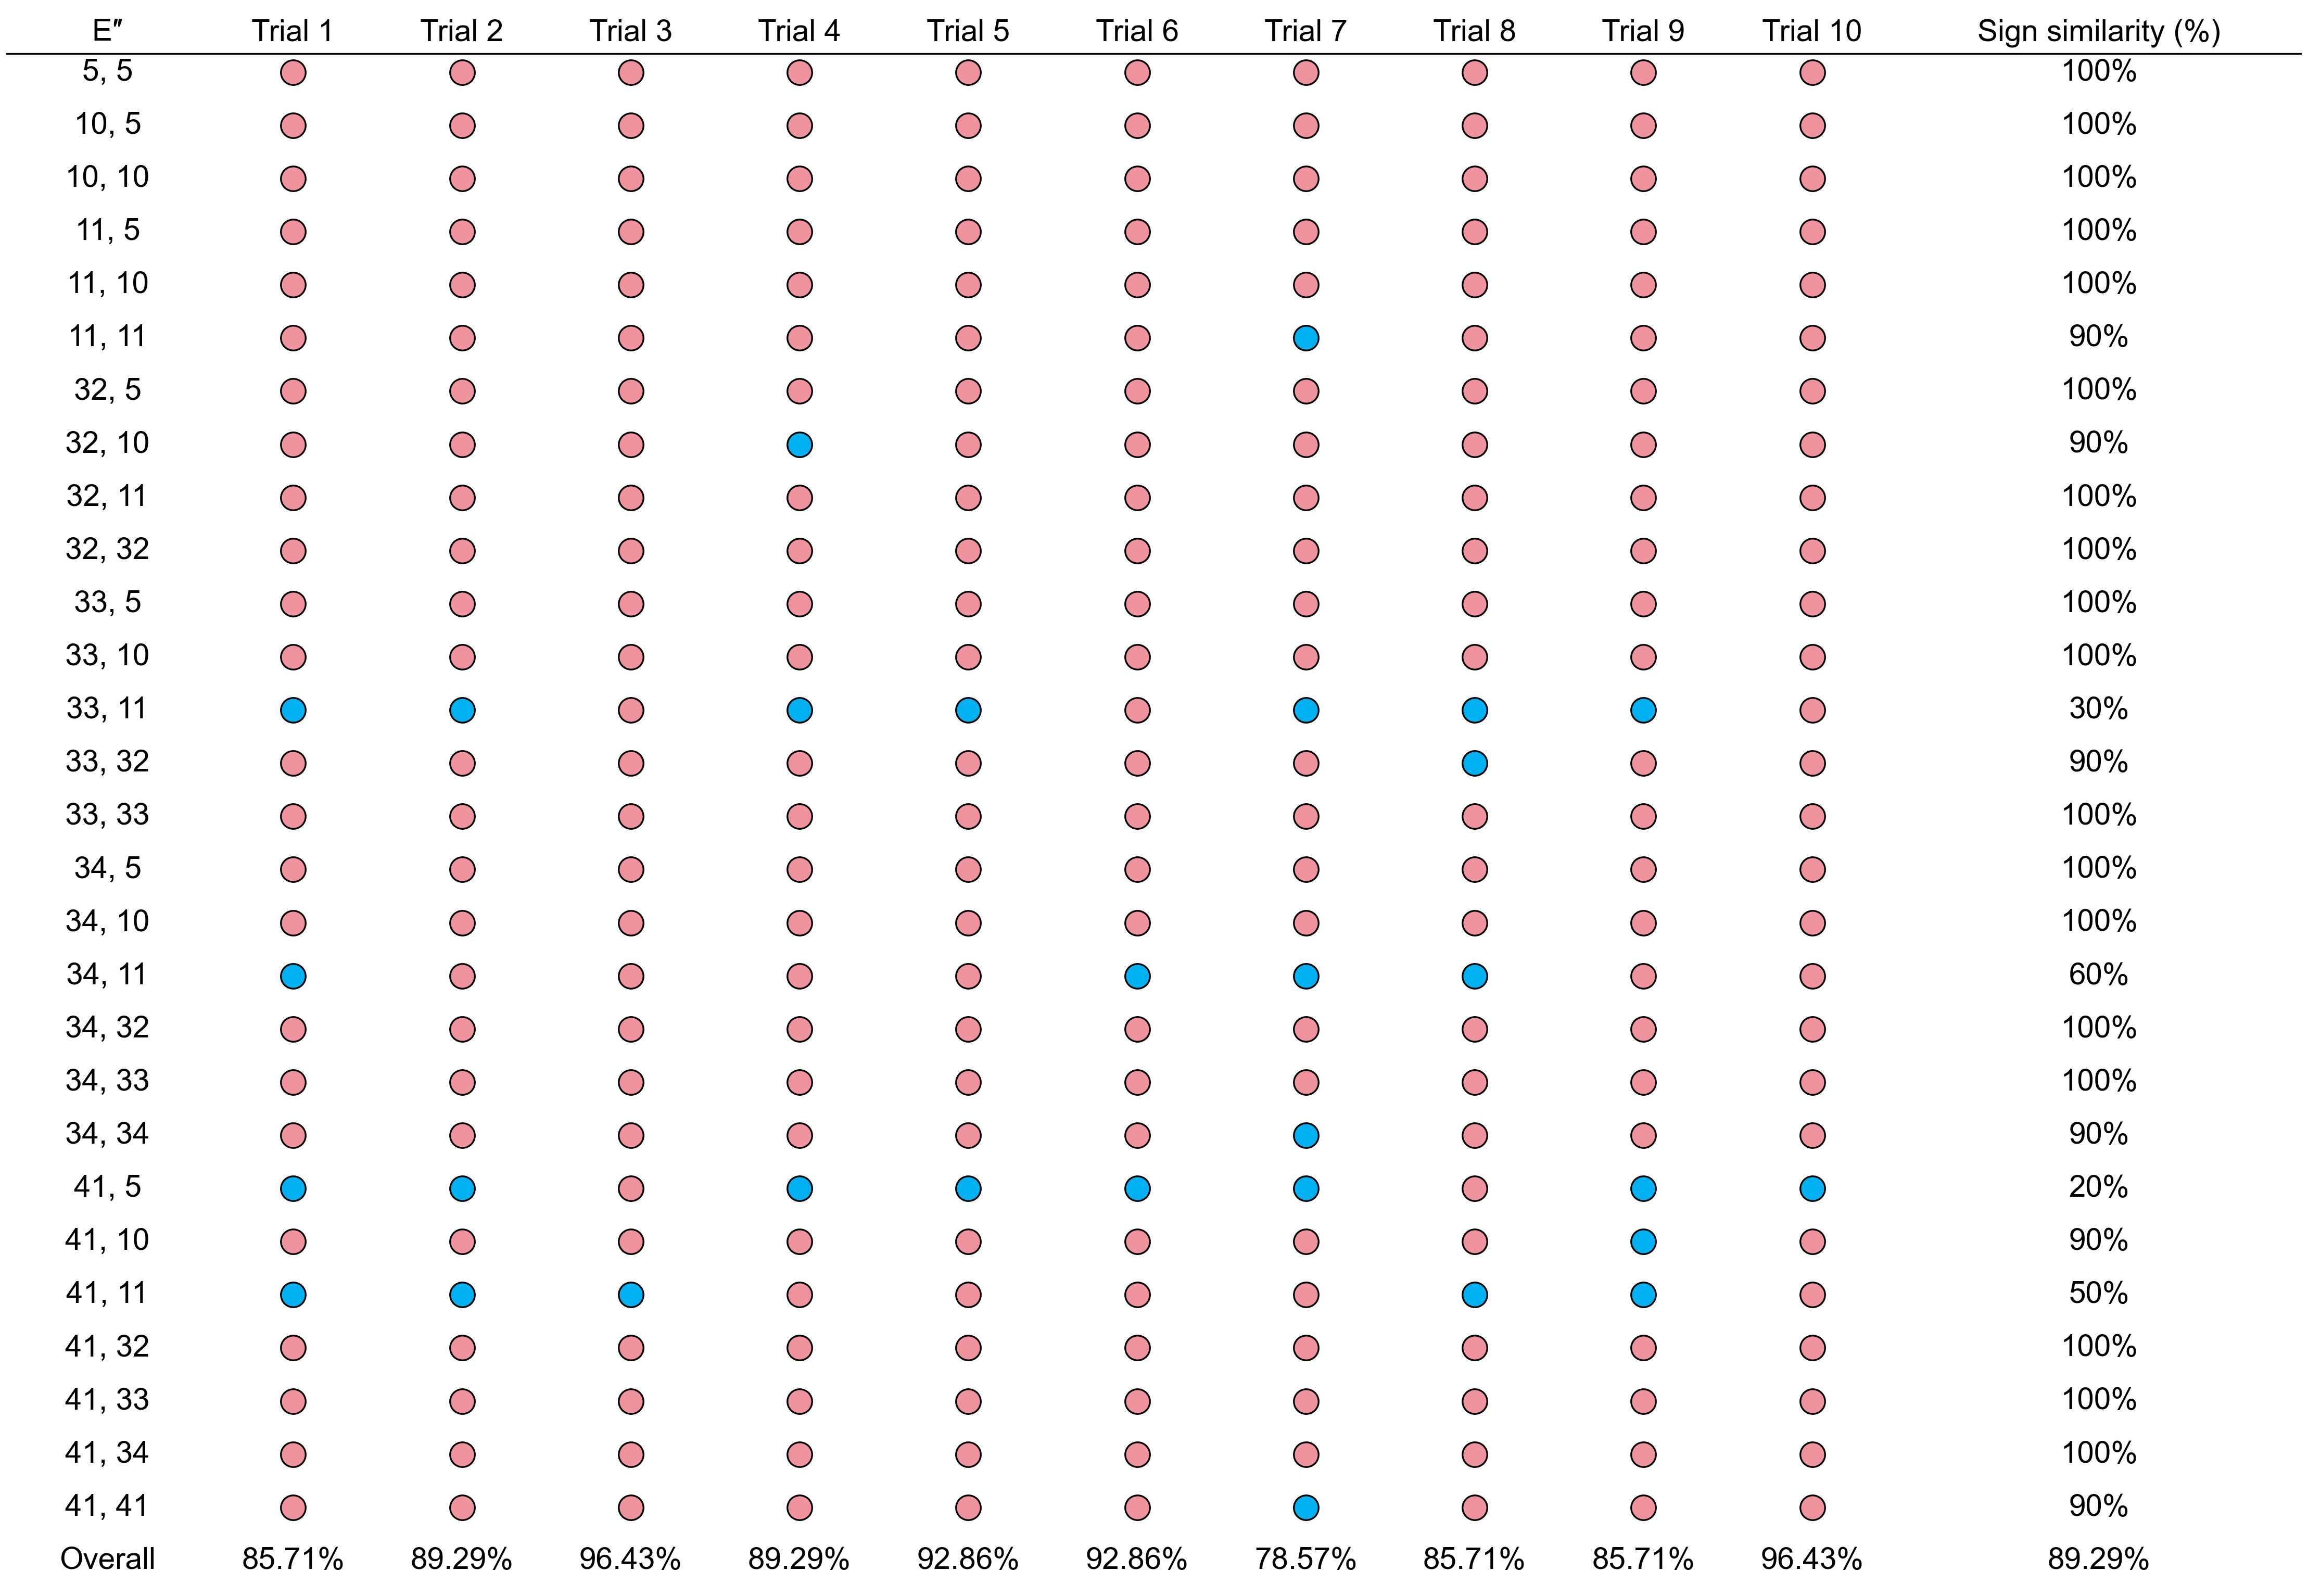 E″ Trial 1 Trial 2 Trial 3 Trial 4 Trial 5 Trial 6 Trial 7 Trial 8 Trial 9 Trial 10 Sign similarity (%)
5, 5 100%
10, 5 100%
10, 10 100%
11, 5 100%
11, 10 100%
11, 11 90%
32, 5 100%
32, 10 90%
32, 11 100%
32, 32 100%
33, 5 100%
33, 10 100%
33, 11 30%
33, 32 90%
33, 33 100%
34, 5 100%
34, 10 100%
34, 11 60%
34, 32 100%
34, 33 100%
34, 34 90%
41, 5 20%
41, 10 90%
41, 11 50%
41, 32 100%
41, 33 100%
41, 34 100%
41, 41 90%
Overall 85.71% 89.29% 96.43% 89.29% 92.86% 92.86% 78.57% 85.71% 85.71% 96.43% 89.29%